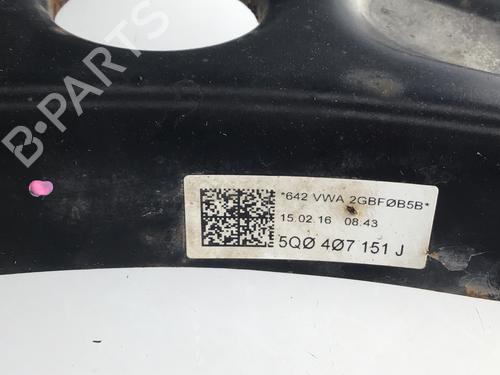 B-PARTS
*642 VWA 2GBFØB5B*
15.02.16 08.43
5QØ 4Ø7 151 J